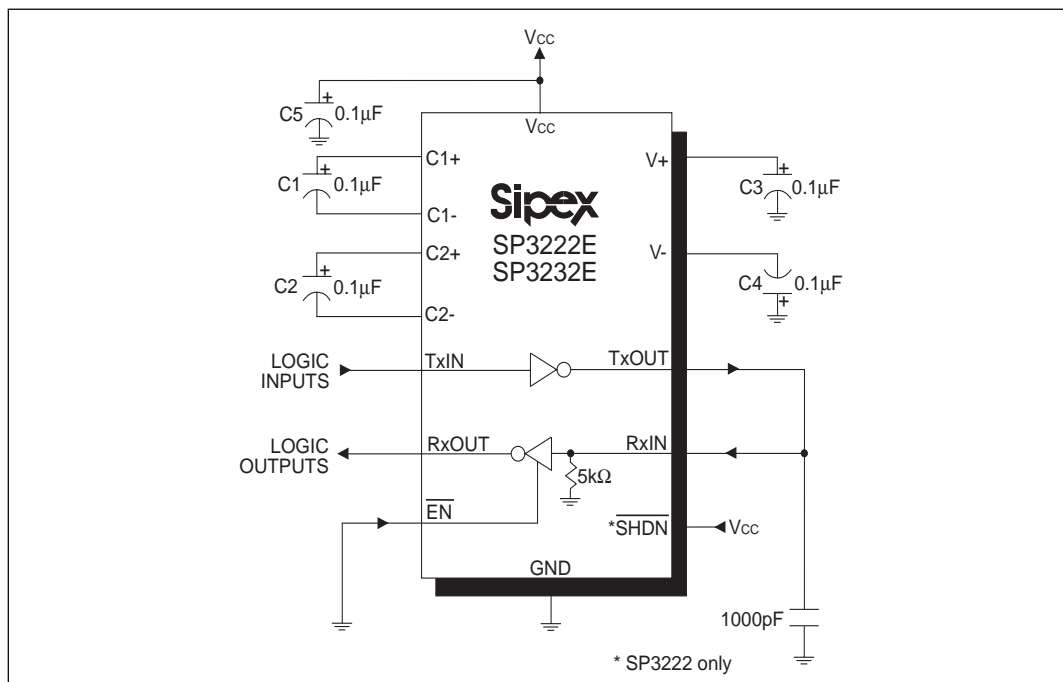 VCC
C5
+
0.1µF
VCC
C1+
V+
C1
+
0.1µF
C3
+
0.1µF
C1-
Sipex
SP3222E
SP3232E
C2+
V-
C2
+
0.1µF
C4
+
0.1µF
C2-
LOGIC
INPUTS
TxIN
TxOUT
LOGIC
OUTPUTS
RxOUT
RxIN
5kΩ
EN
*SHDN
VCC
GND
1000pF
* SP3222 only